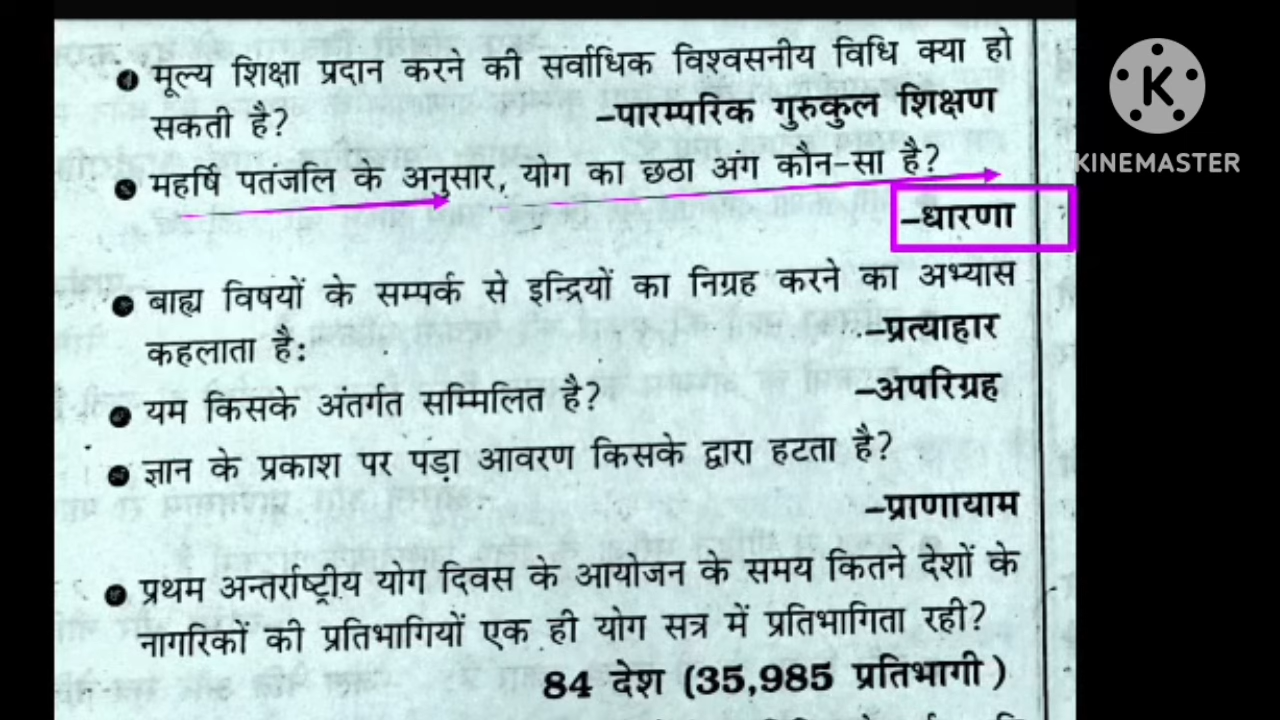 मूल्य शिक्षा प्रदान करने की सर्वाधिक विश्वसनीय विधि क्या हो
सकती है? –पारम्परिक गुरुकुल शिक्षण
महर्षि पतंजलि के अनुसार, योग का छठा अंग कौन-सा है?
–धारणा
बाह्य विषयों के सम्पर्क से इन्द्रियों का निग्रह करने का अभ्यास
कहलाता है: –प्रत्याहार
यम किसके अंतर्गत सम्मिलित है? –अपरिग्रह
ज्ञान के प्रकाश पर पड़ा आवरण किसके द्वारा हटता है?
–प्राणायाम
प्रथम अन्तर्राष्ट्रीय योग दिवस के आयोजन के समय कितने देशों के
नागरिकों की प्रतिभागियों एक ही योग सत्र में प्रतिभागिता रही?
84 देश (35,985 प्रतिभागी)
K
KINEMASTER